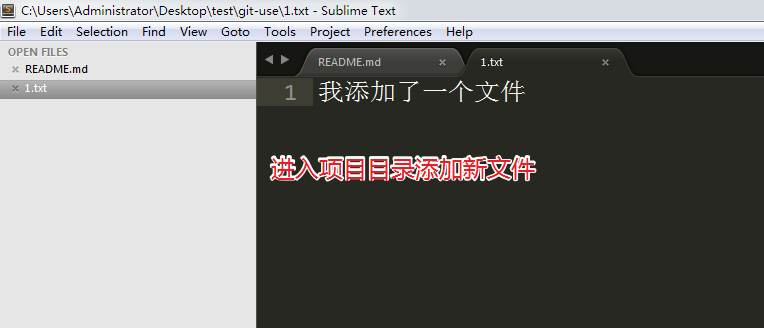 C:\Users\Administrator\Desktop\test\git-use\1.txt - Sublime Text
File Edit Selection Find View Goto Tools Project Preferences Help
OPEN FILES
README.md
1.txt
README.md
1.txt
1 我添加了一个文件
进入项目目录添加新文件